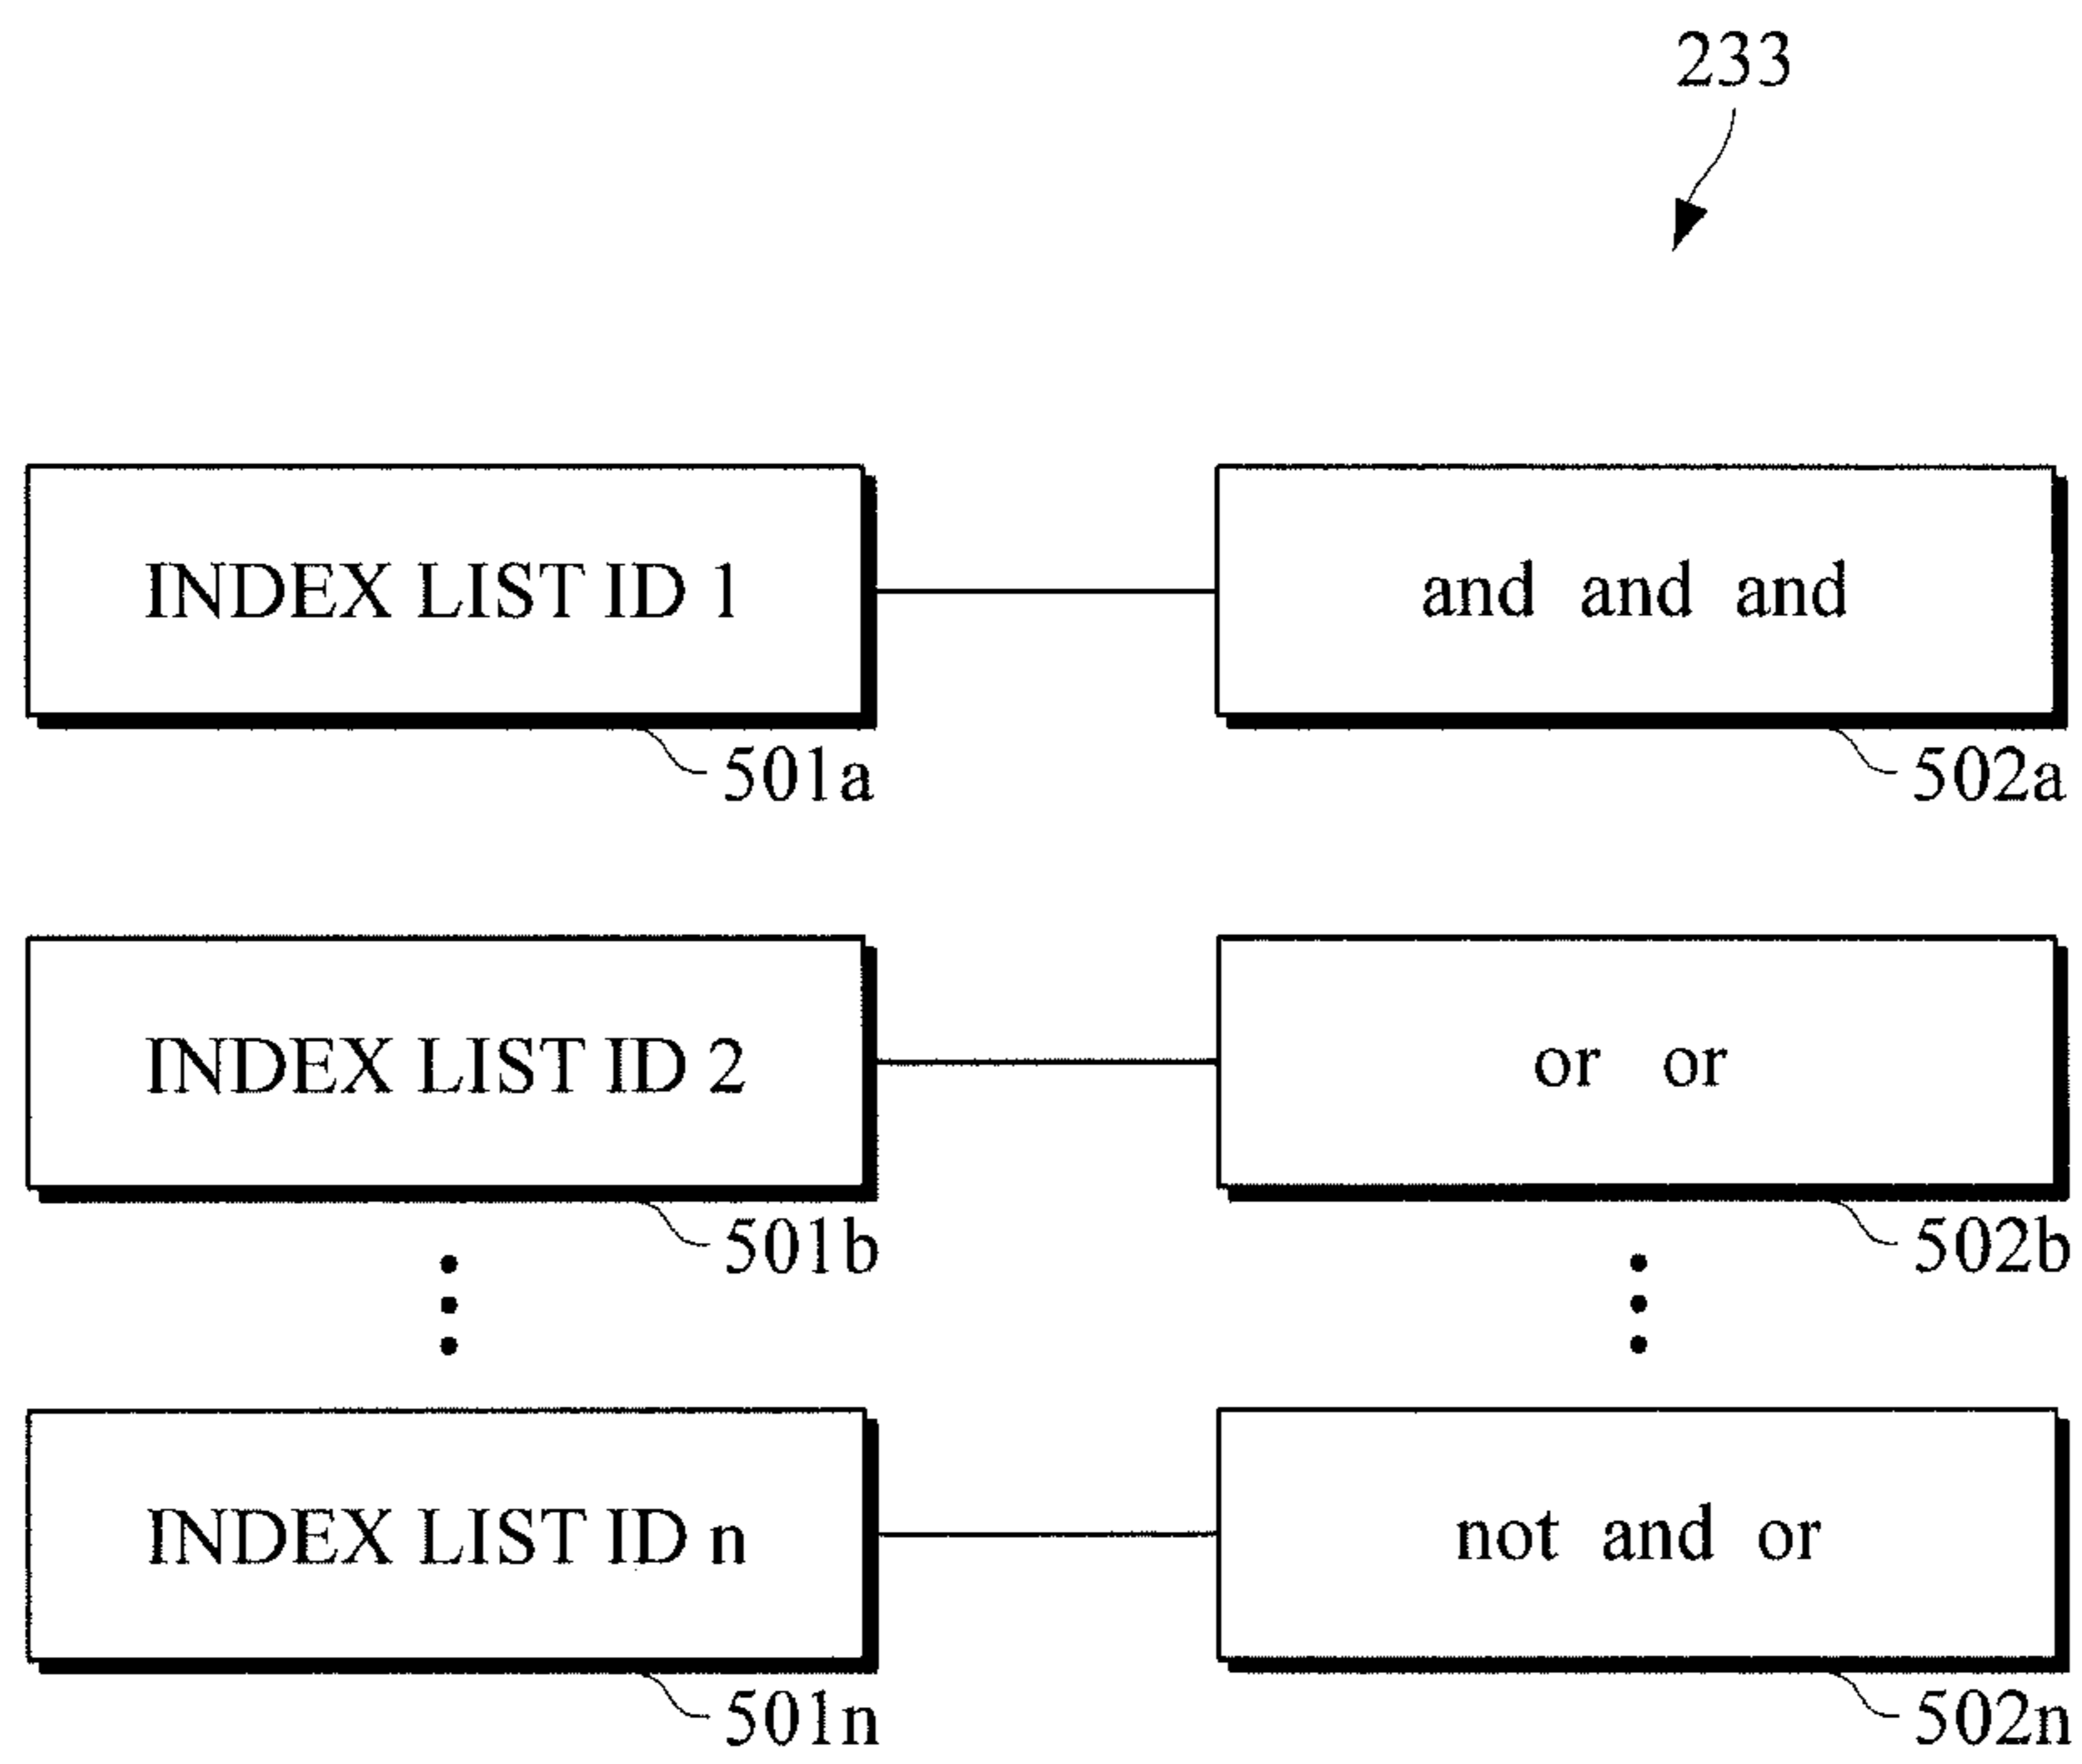 233
INDEX LIST ID 1
and and and
501a
502a
INDEX LIST ID 2
or or
501b
502b
INDEX LIST ID n
not and or
501n
502n